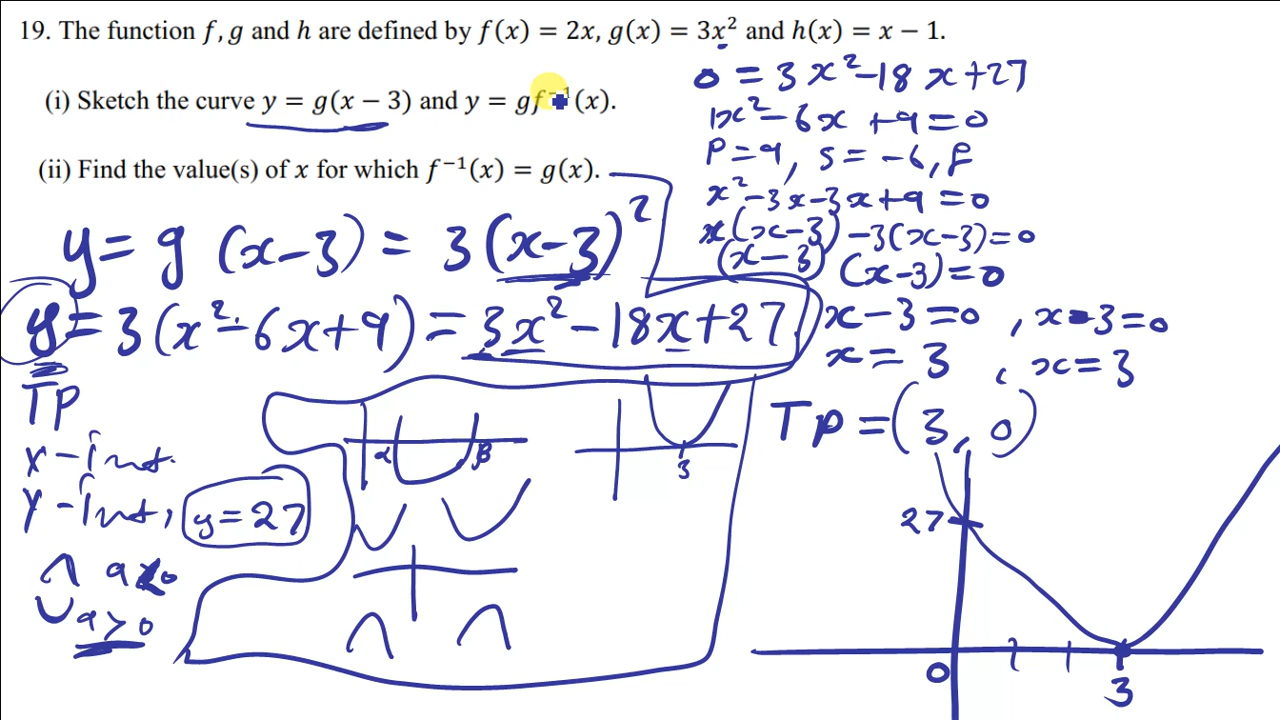 19. The function f, g and h are defined by f(x) = 2x, g(x) = 3x² and h(x) = x − 1.
(i) Sketch the curve y = g(x − 3) and y = gf⁻¹(x).
(ii) Find the value(s) of x for which f⁻¹(x) = g(x).
0 = 3x²-18x+27
1x²-6x+9=0
P=9, S=-6, F
x²-3x-3x+9=0
x(x-3)-3(x-3)=0
(x-3)(x-3)=0
x-3=0, x-3=0
x=3, x=3
y = g(x-3) = 3(x-3)²
y = 3(x²-6x+9) = 3x²-18x+27
TP
x-int.
y-int, y=27
a<0
a>0
α β
3
TP = (3, 0)
27
0
3